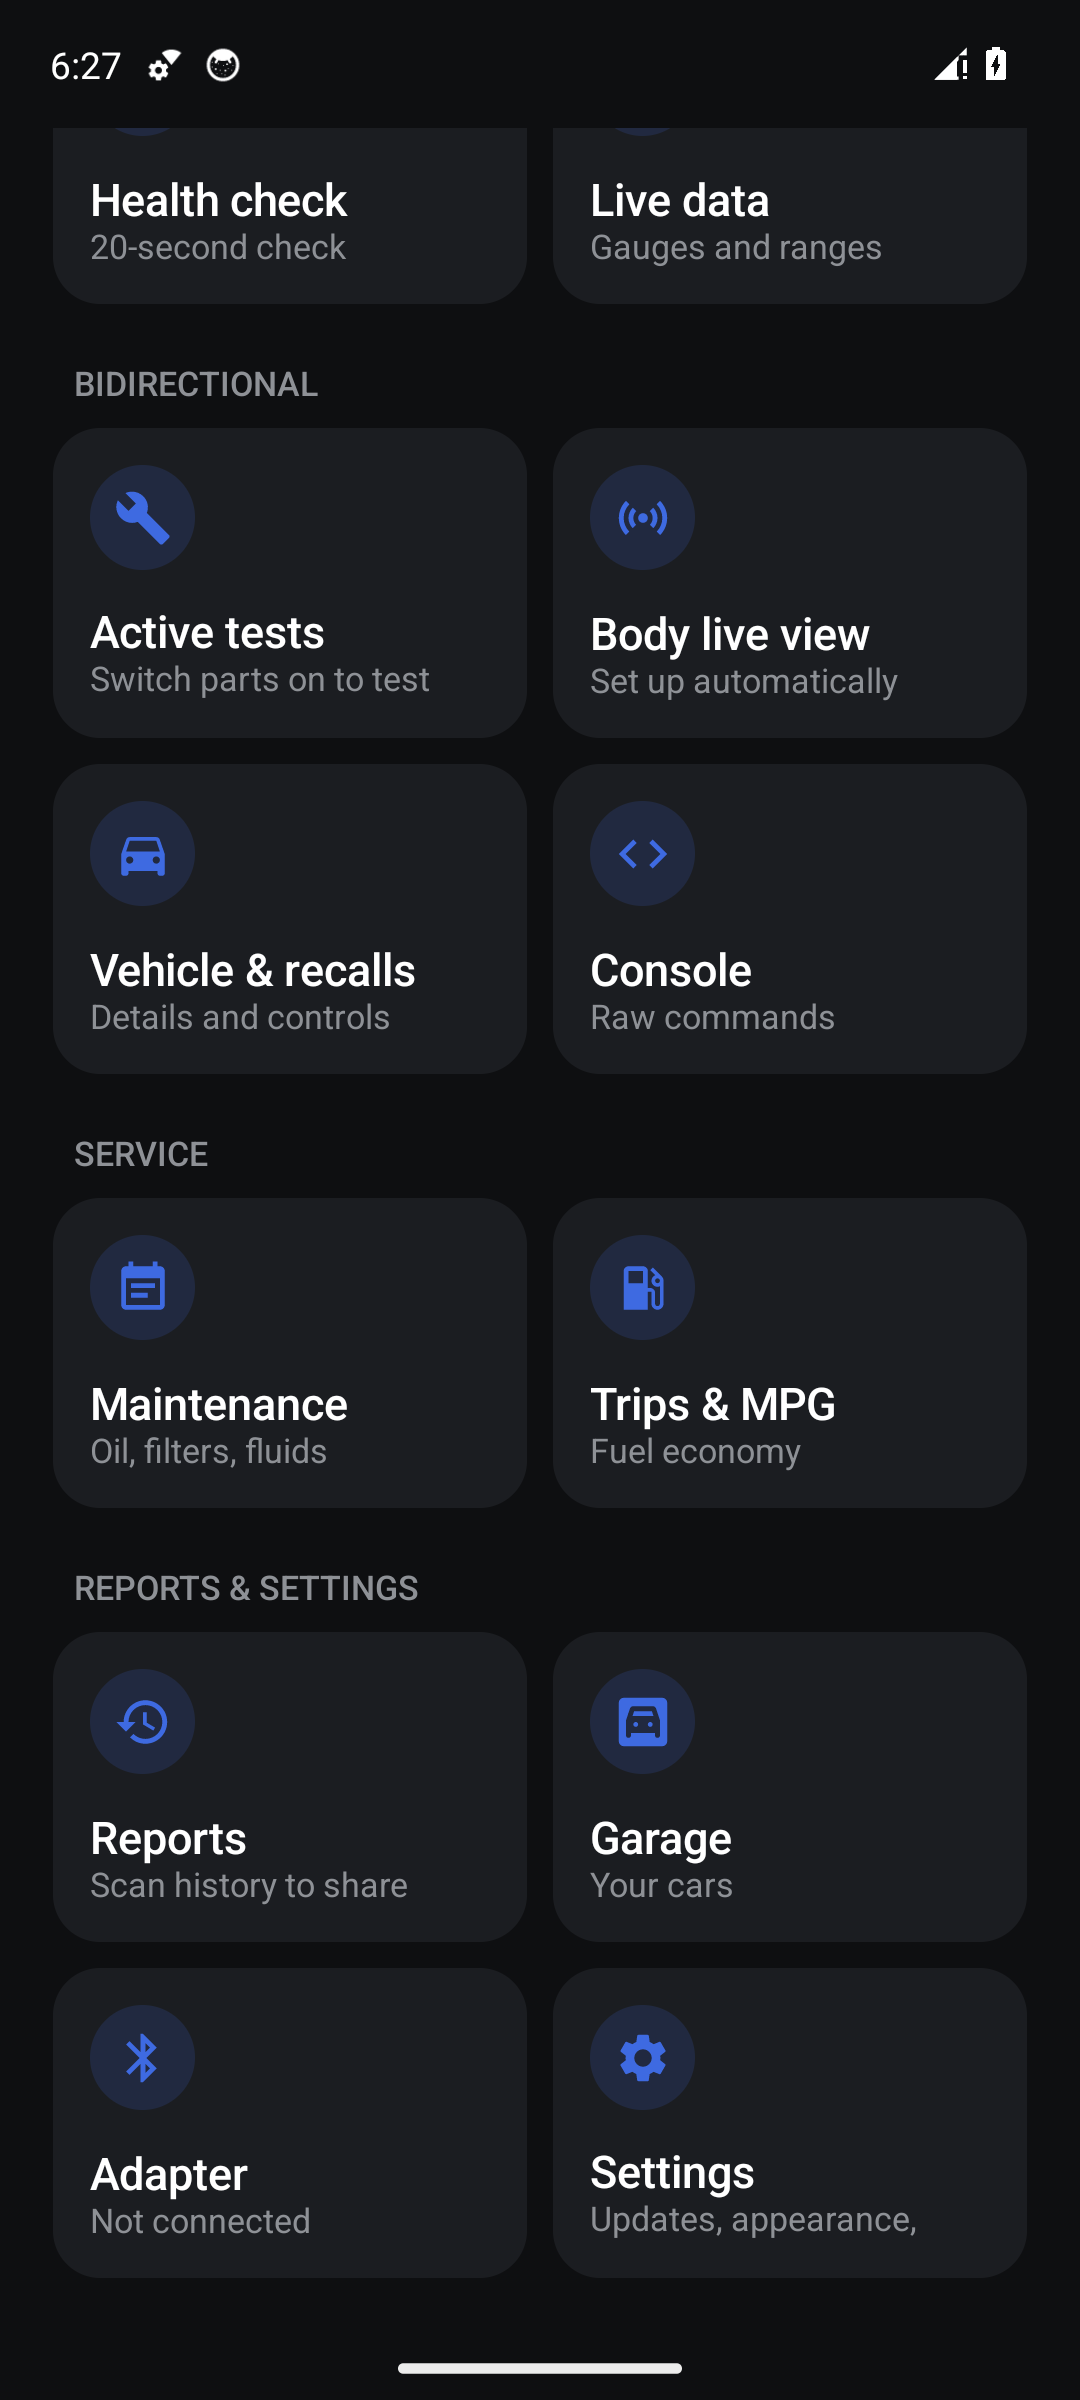 6:27
Health check
20-second check
Live data
Gauges and ranges
BIDIRECTIONAL
Active tests
Switch parts on to test
Body live view
Set up automatically
Vehicle & recalls
Details and controls
Console
Raw commands
SERVICE
Maintenance
Oil, filters, fluids
Trips & MPG
Fuel economy
REPORTS & SETTINGS
Reports
Scan history to share
Garage
Your cars
Adapter
Not connected
Settings
Updates, appearance,